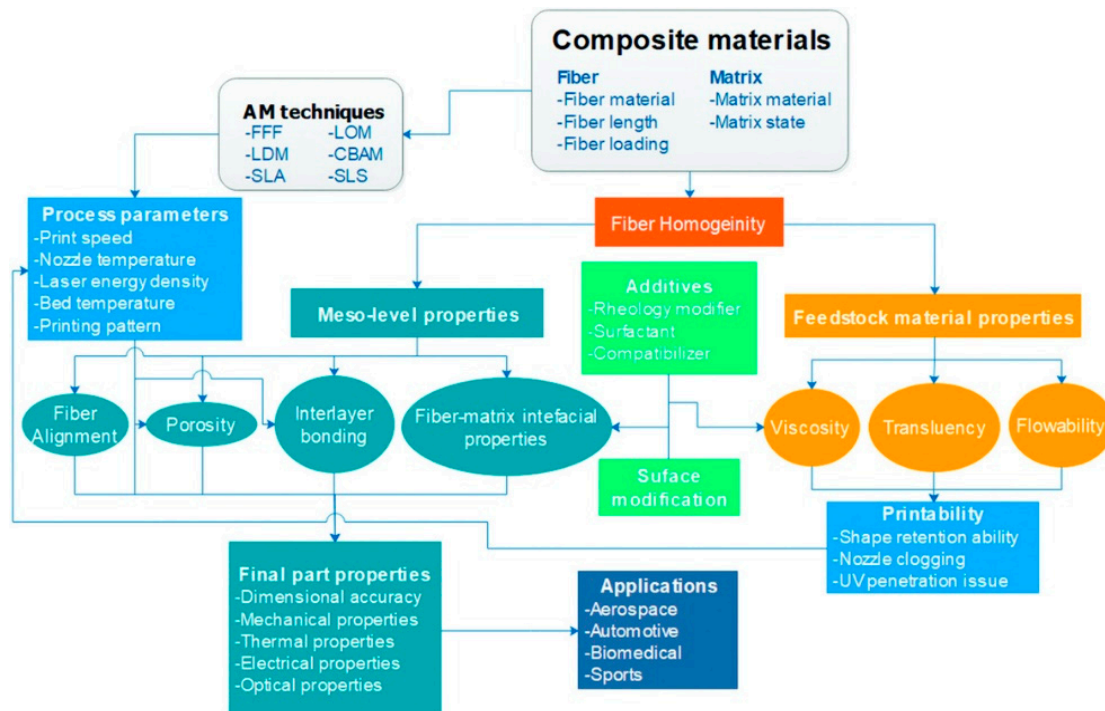 Composite materials
Fiber
-Fiber material
-Fiber length
-Fiber loading
Matrix
-Matrix material
-Matrix state
AM techniques
-FFF
-LDM
-SLA
-LOM
-CBAM
-SLS
Process parameters
-Print speed
-Nozzle temperature
-Laser energy density
-Bed temperature
-Printing pattern
Fiber Homogeinity
Meso-level properties
Additives
-Rheology modifier
-Surfactant
-Compatibilizer
Feedstock material properties
Fiber
Alignment
Porosity
Interlayer
bonding
Fiber-matrix intefacial
properties
Viscosity
Transluency
Flowability
Suface
modification
Printability
-Shape retention ability
-Nozzle clogging
-UV penetration issue
Final part properties
-Dimensional accuracy
-Mechanical properties
-Thermal properties
-Electrical properties
-Optical properties
Applications
-Aerospace
-Automotive
-Biomedical
-Sports